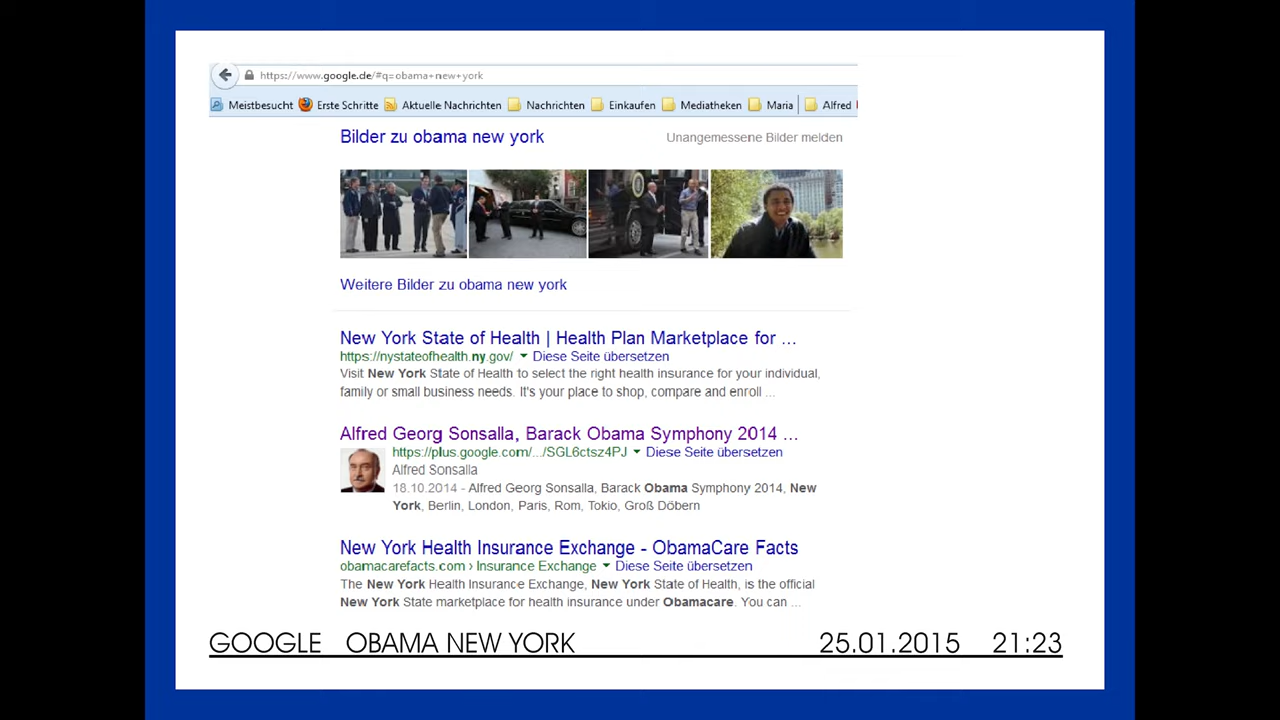 https://www.google.de/#q=obama+new+york
Meistbesucht Erste Schritte Aktuelle Nachrichten Nachrichten Einkaufen Mediatheken Maria Alfred
Bilder zu obama new york Unangemessene Bilder melden
Weitere Bilder zu obama new york
New York State of Health | Health Plan Marketplace for ...
https://nystateofhealth.ny.gov/ Diese Seite übersetzen
Visit New York State of Health to select the right health insurance for your individual,
family or small business needs. It's your place to shop, compare and enroll ...
Alfred Georg Sonsalla, Barack Obama Symphony 2014 ...
https://plus.google.com/.../SGL6ctsz4PJ Diese Seite übersetzen
Alfred Sonsalla
18.10.2014 - Alfred Georg Sonsalla, Barack Obama Symphony 2014, New
York, Berlin, London, Paris, Rom, Tokio, Groß Döbern
New York Health Insurance Exchange - ObamaCare Facts
obamacarefacts.com › Insurance Exchange Diese Seite übersetzen
The New York Health Insurance Exchange, New York State of Health, is the official
New York State marketplace for health insurance under Obamacare. You can ...
GOOGLE OBAMA NEW YORK 25.01.2015 21:23